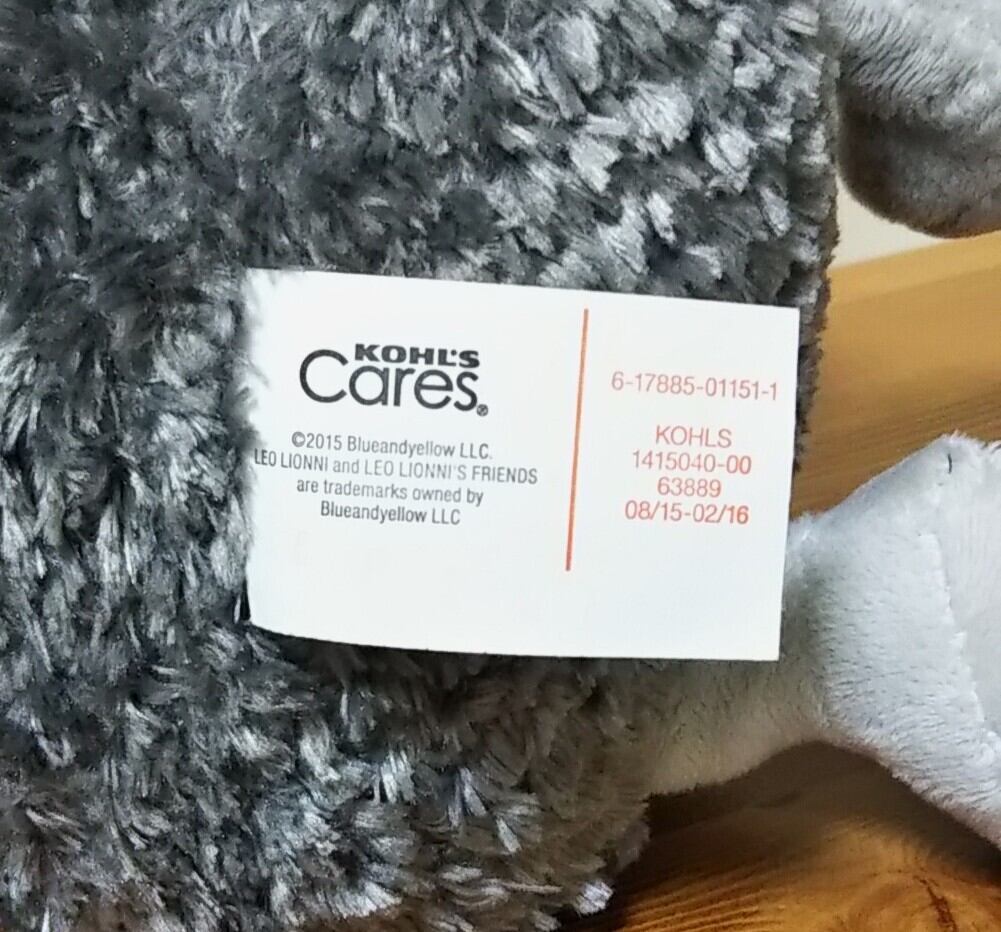 KOHL'S
Cares®
©2015 Blueandyellow LLC.
LEO LIONNI and LEO LIONNI'S FRIENDS
are trademarks owned by
Blueandyellow LLC
6-17885-01151-1
KOHLS
1415040-00
63889
08/15-02/16